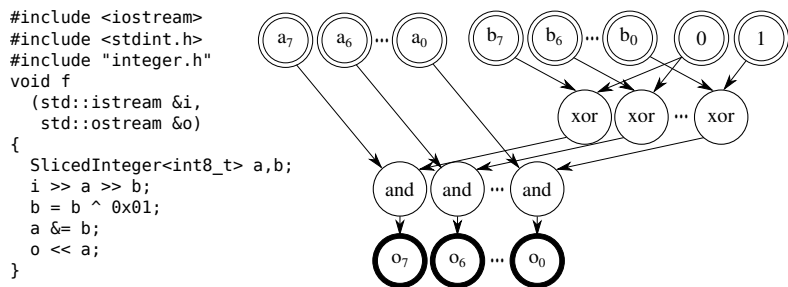 #include <iostream>
#include <stdint.h>
#include "integer.h"
void f
(std::istream &i,
std::ostream &o)
{
SlicedInteger<int8_t> a,b;
i >> a >> b;
b = b ^ 0x01;
a &= b;
o << a;
}
a₇ a₆ ... a₀ b₇ b₆ ... b₀ 0 1
xor xor ... xor
and and ... and
o₇ o₆ ... o₀